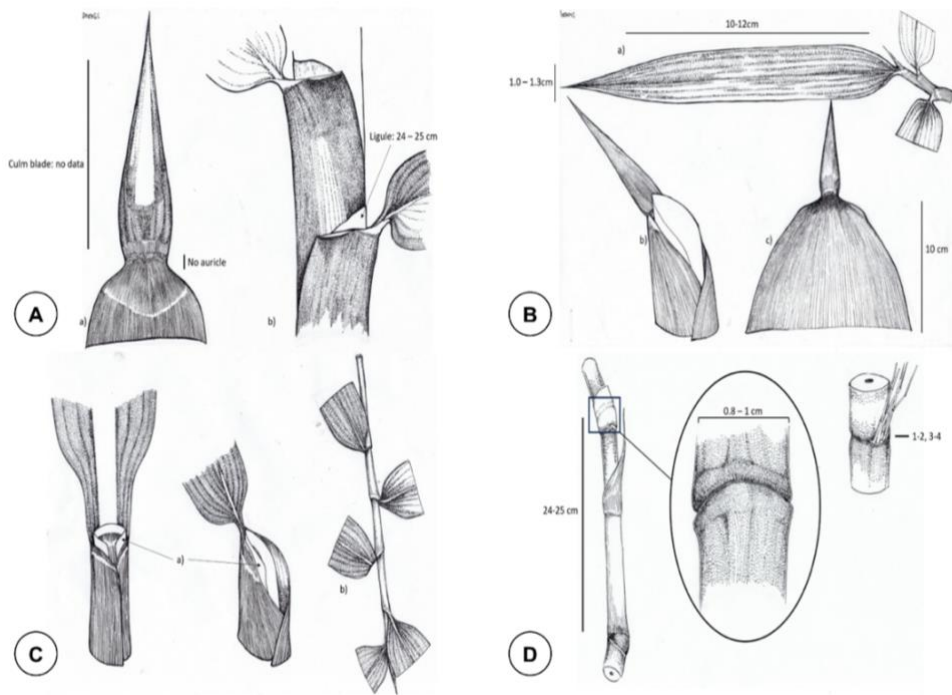 Culm blade: no data
No auricle
a)
b)
Ligule: 24 – 25 cm
A
10-12cm
a)
1.0 – 1.3cm
b)
c)
10 cm
B
a)
b)
C
24-25 cm
0.8 – 1 cm
1-2, 3-4
D